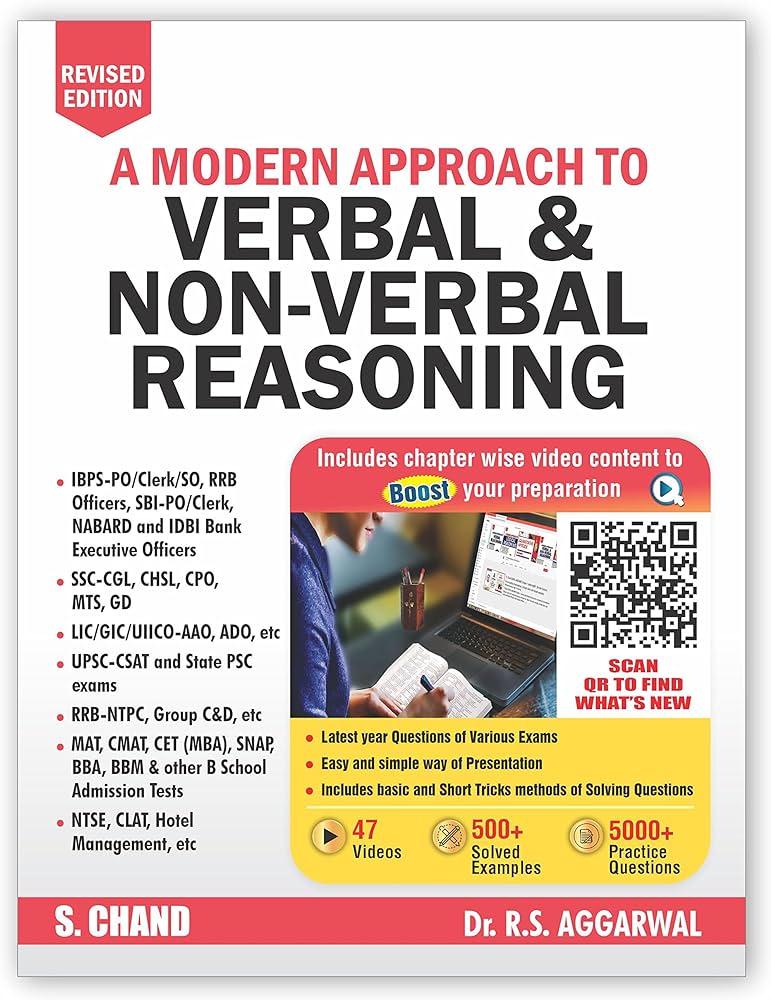 REVISED
EDITION
A MODERN APPROACH TO
VERBAL &
NON-VERBAL
REASONING
• IBPS-PO/Clerk/SO, RRB
Officers, SBI-PO/Clerk,
NABARD and IDBI Bank
Executive Officers
• SSC-CGL, CHSL, CPO,
MTS, GD
• LIC/GIC/UIICO-AAO, ADO, etc
• UPSC-CSAT and State PSC
exams
• RRB-NTPC, Group C&D, etc
• MAT, CMAT, CET (MBA), SNAP,
BBA, BBM & other B School
Admission Tests
• NTSE, CLAT, Hotel
Management, etc
Includes chapter wise video content to
Boost your preparation
SCAN
QR TO FIND
WHAT'S NEW
• Latest year Questions of Various Exams
• Easy and simple way of Presentation
• Includes basic and Short Tricks methods of Solving Questions
47
Videos
500+
Solved
Examples
5000+
Practice
Questions
S. CHAND
Dr. R.S. AGGARWAL